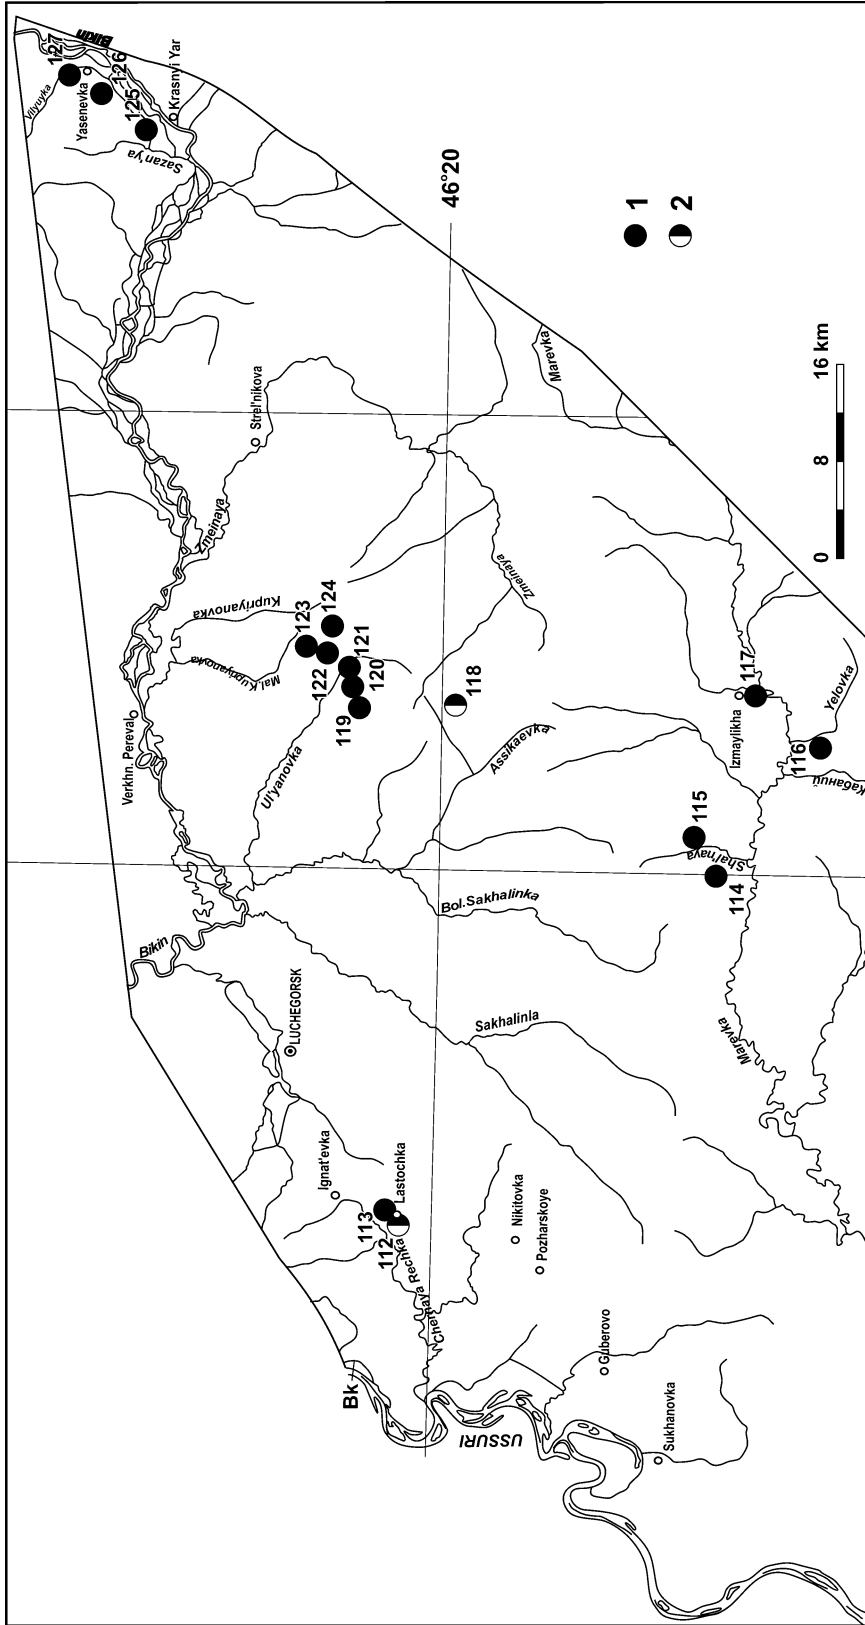 Bikin
127
126
125
Vilyuyka
Yasenevka
Krasnyi Yar
Sazan'ya
46°20
1
2
Marevka
16 km
8
0
Strel'nikova
Zmeinaya
Zmeinaya
Kupriyanovka
Mal.Kupriyanovka
123
124
122
121
120
119
118
Verkhn. Pereval
Ul'yanovka
Assikaevka
117
Izmaylikha
Yelovka
116
Кабаний
115
Shal'naya
114
Bol.Sakhalinka
Bikin
LUCHEGORSK
Sakhalinla
Marevka
Ignat'evka
Lastochka
113
112
Chernaya Rechka
Nikitovka
Pozharskoye
Bk
USSURI
Guberovo
Sukhanovka